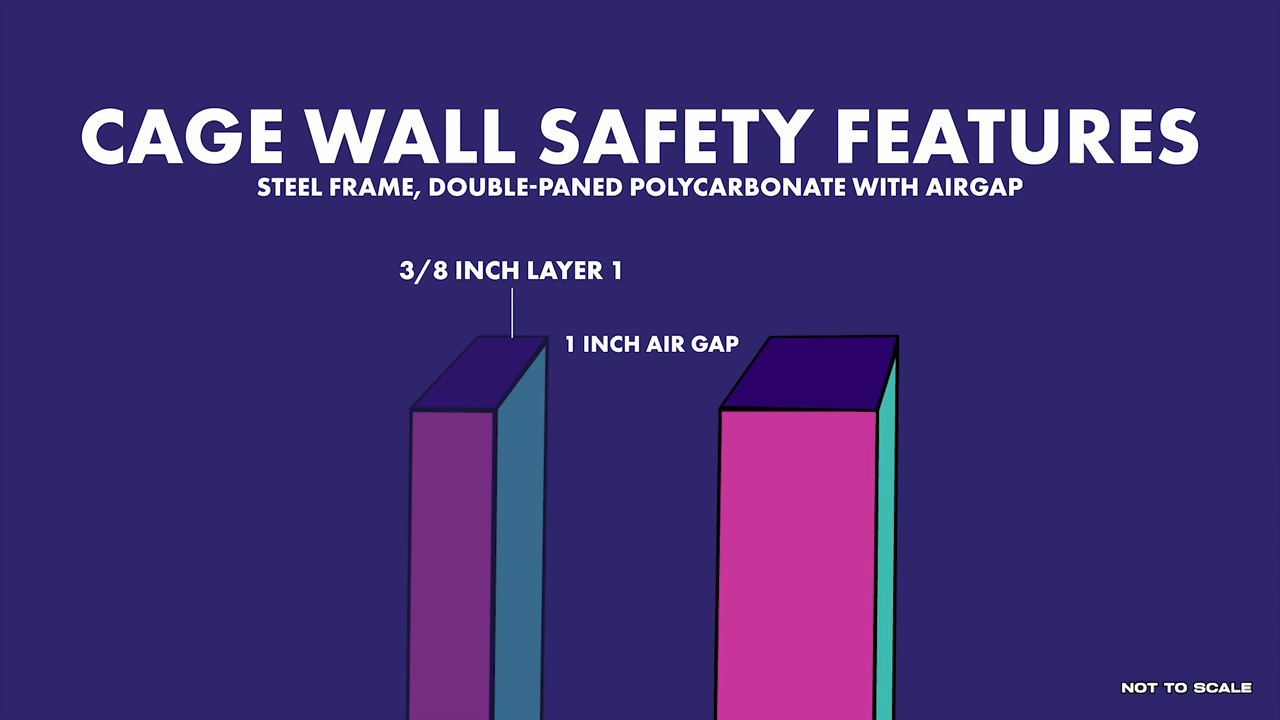 CAGE WALL SAFETY FEATURES
STEEL FRAME, DOUBLE-PANED POLYCARBONATE WITH AIRGAP
3/8 INCH LAYER 1
1 INCH AIR GAP
NOT TO SCALE